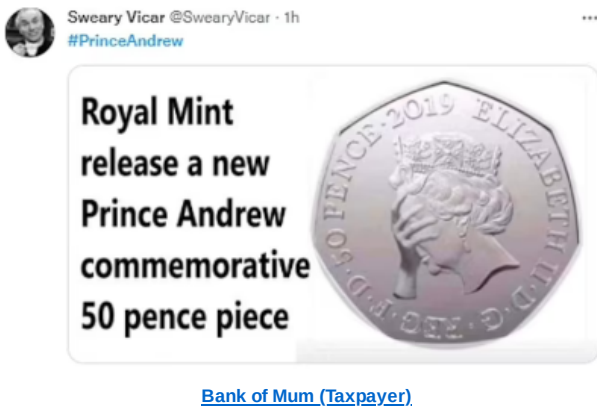 Sweary Vicar @SwearyVicar · 1h
#PrinceAndrew
Royal Mint
release a new
Prince Andrew
commemorative
50 pence piece
50 PENCE·2019 ELIZABETH II·D·G·REG·F·D·
Bank of Mum (Taxpayer)